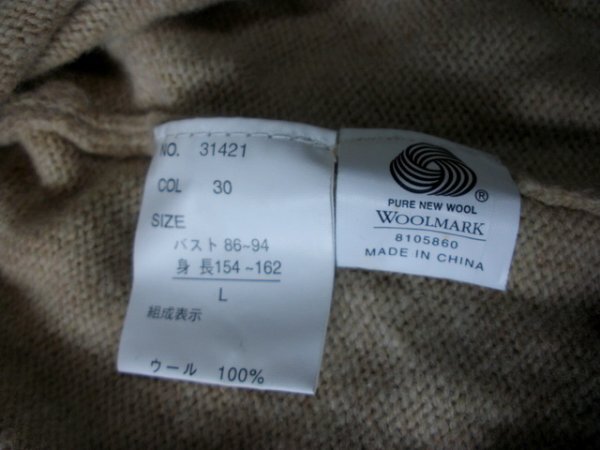 NO. 31421
COL 30
SIZE
バスト 86~94
身 長154~162
L
組成表示
ウール 100%
PURE NEW WOOL
WOOLMARK
8105860
MADE IN CHINA
®